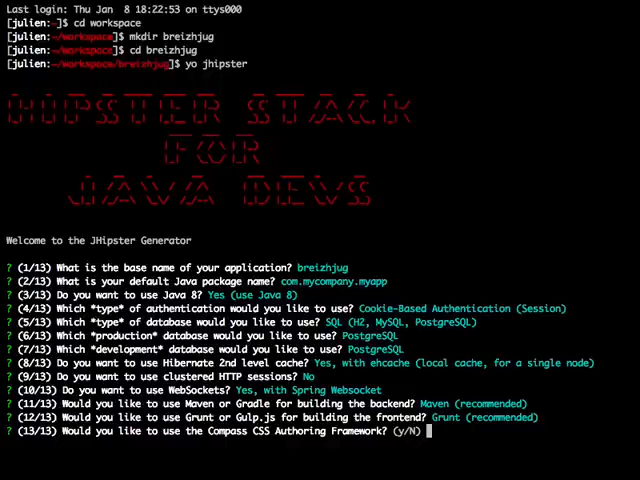 Last login: Thu Jan  8 18:22:53 on ttys000
[julien:~]$ cd workspace
[julien:~/workspace]$ mkdir breizhjug
[julien:~/workspace]$ cd breizhjug
[julien:~/workspace/breizhjug]$ yo jhipster
HIPSTER STACK
FOR
JAVA DEVS
Welcome to the JHipster Generator
? (1/13) What is the base name of your application? breizhjug
? (2/13) What is your default Java package name? com.mycompany.myapp
? (3/13) Do you want to use Java 8? Yes (use Java 8)
? (4/13) Which *type* of authentication would you like to use? Cookie-Based Authentication (Session)
? (5/13) Which *type* of database would you like to use? SQL (H2, MySQL, PostgreSQL)
? (6/13) Which *production* database would you like to use? PostgreSQL
? (7/13) Which *development* database would you like to use? PostgreSQL
? (8/13) Do you want to use Hibernate 2nd level cache? Yes, with ehcache (local cache, for a single node)
? (9/13) Do you want to use clustered HTTP sessions? No
? (10/13) Do you want to use WebSockets? Yes, with Spring Websocket
? (11/13) Would you like to use Maven or Gradle for building the backend? Maven (recommended)
? (12/13) Would you like to use Grunt or Gulp.js for building the frontend? Grunt (recommended)
? (13/13) Would you like to use the Compass CSS Authoring Framework? (y/N)